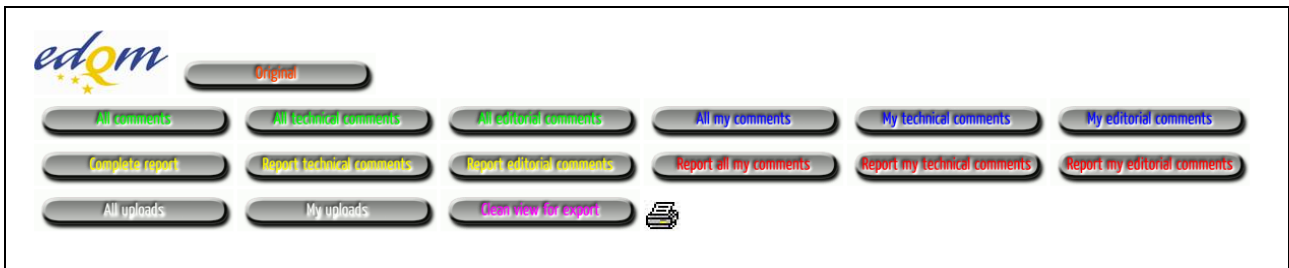 edqm
Original
All comments All technical comments All editorial comments All my comments My technical comments My editorial comments
Complete report Report technical comments Report editorial comments Report all my comments Report my technical comments Report my editorial comments
All uploads My uploads Clean view for export